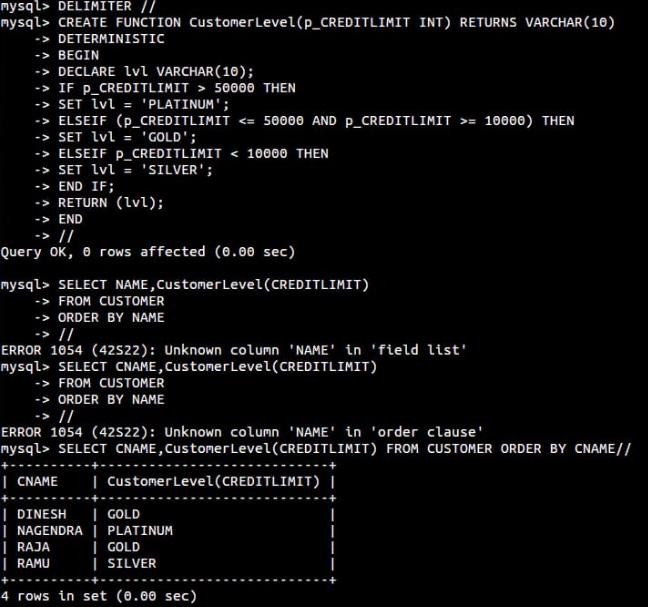 mysql> DELIMITER //
mysql> CREATE FUNCTION CustomerLevel(p_CREDITLIMIT INT) RETURNS VARCHAR(10)
    -> DETERMINISTIC
    -> BEGIN
    -> DECLARE lvl VARCHAR(10);
    -> IF p_CREDITLIMIT > 50000 THEN
    -> SET lvl = 'PLATINUM';
    -> ELSEIF (p_CREDITLIMIT <= 50000 AND p_CREDITLIMIT >= 10000) THEN
    -> SET lvl = 'GOLD';
    -> ELSEIF p_CREDITLIMIT < 10000 THEN
    -> SET lvl = 'SILVER';
    -> END IF;
    -> RETURN (lvl);
    -> END
    -> //
Query OK, 0 rows affected (0.00 sec)

mysql> SELECT NAME,CustomerLevel(CREDITLIMIT)
    -> FROM CUSTOMER
    -> ORDER BY NAME
    -> //
ERROR 1054 (42S22): Unknown column 'NAME' in 'field list'
mysql> SELECT CNAME,CustomerLevel(CREDITLIMIT)
    -> FROM CUSTOMER
    -> ORDER BY NAME
    -> //
ERROR 1054 (42S22): Unknown column 'NAME' in 'order clause'
mysql> SELECT CNAME,CustomerLevel(CREDITLIMIT) FROM CUSTOMER ORDER BY CNAME//
+----------+----------------------------+
| CNAME    | CustomerLevel(CREDITLIMIT) |
+----------+----------------------------+
| DINESH   | GOLD                       |
| NAGENDRA | PLATINUM                   |
| RAJA     | GOLD                       |
| RAMU     | SILVER                     |
+----------+----------------------------+
4 rows in set (0.00 sec)